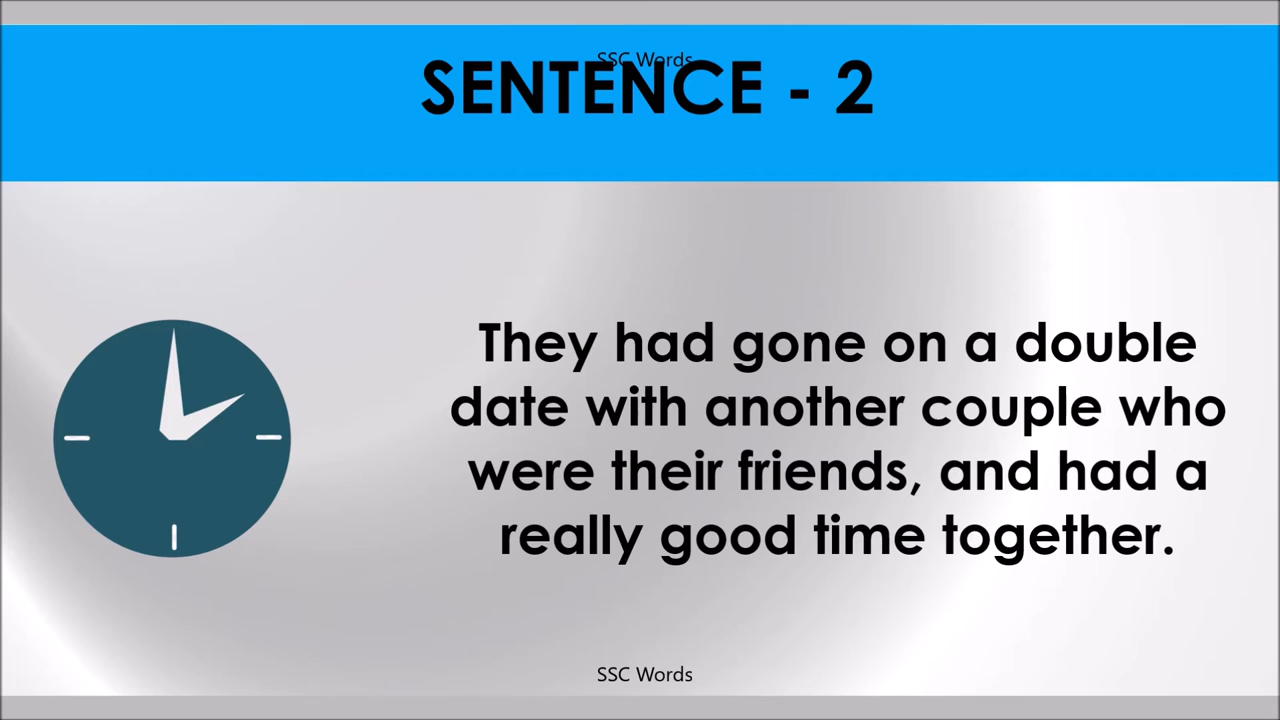 SSC Words
SENTENCE - 2
They had gone on a double
date with another couple who
were their friends, and had a
really good time together.
SSC Words